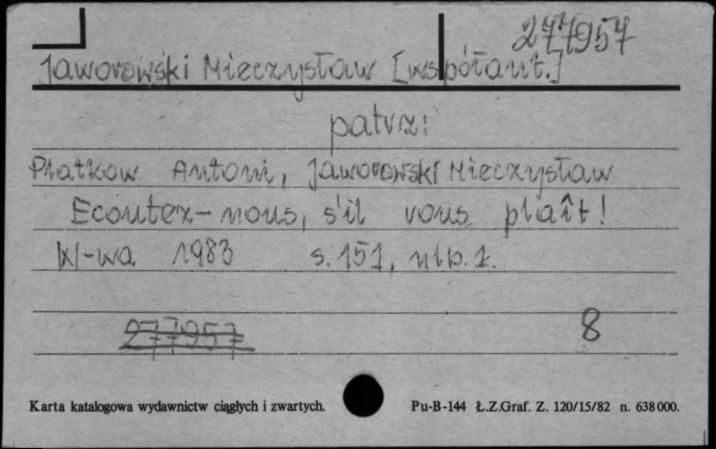 277957
Jaworowski Mieczysław [współaut.]
patrz:
Płatkow Antoni, Jaworowski Mieczysław
Ecoutez-nous, s'il vous plaît!
W-wa 1983 s. 151, nlb. 1.
277957 8
Karta katalogowa wydawnictw ciągłych i zwartych. Pu-B-144 Ł.Z.Graf. Z. 120/15/82 n. 638000.